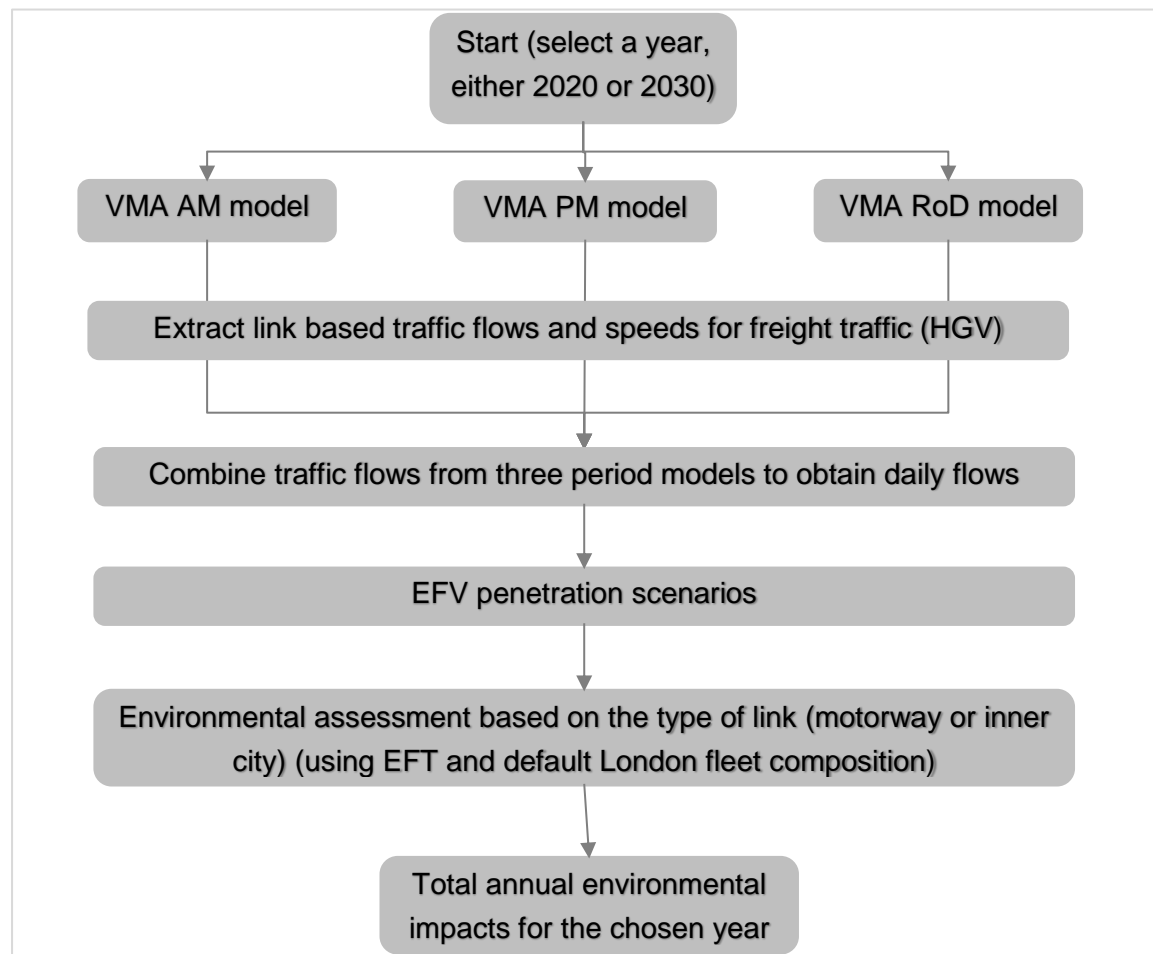 Start (select a year,
either 2020 or 2030)
VMA AM model
VMA PM model
VMA RoD model
Extract link based traffic flows and speeds for freight traffic (HGV)
Combine traffic flows from three period models to obtain daily flows
EFV penetration scenarios
Environmental assessment based on the type of link (motorway or inner
city) (using EFT and default London fleet composition)
Total annual environmental
impacts for the chosen year